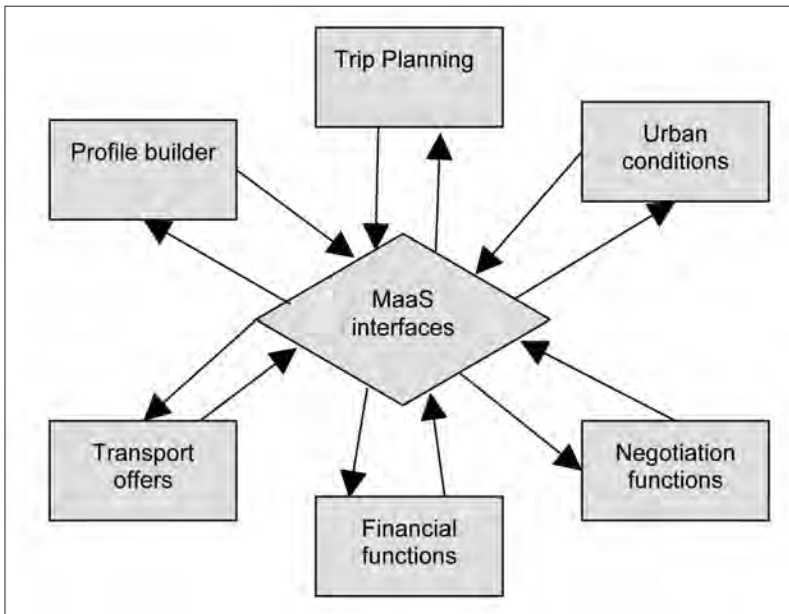 Trip Planning
Profile builder
Urban
conditions
MaaS
interfaces
Transport
offers
Financial
functions
Negotiation
functions